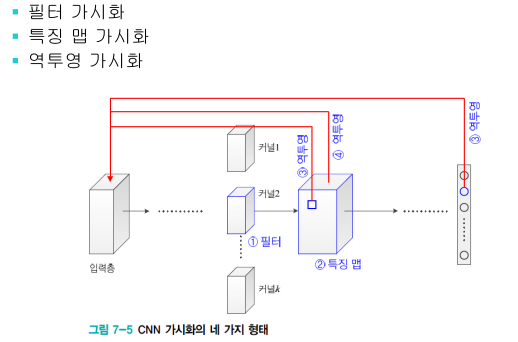 필터 가시화
특징 맵 가시화
역투영 가시화
③ 역투영
④ 역투영
③ 역투영
커널1
커널2
① 필터
② 특징 맵
입력층
커널k
그림 7-5 CNN 가시화의 네 가지 형태